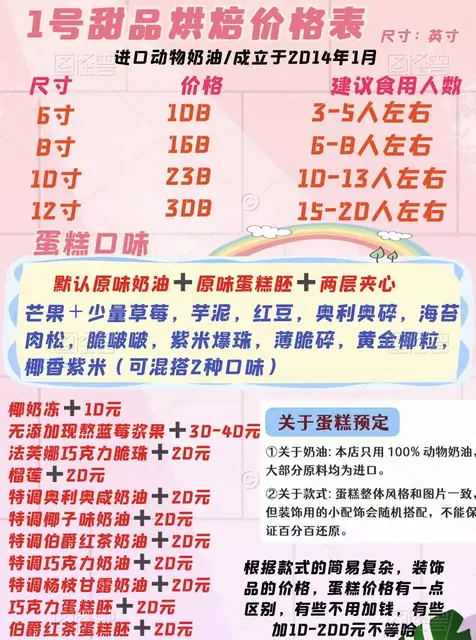 1号甜品烘焙价格表
尺寸：英寸
进口动物奶油/成立于2014年1月
尺寸 价格 建议食用人数
6寸 108 3-5人左右
8寸 168 6-8人左右
10寸 238 10-13人左右
12寸 308 15-20人左右
蛋糕口味
默认原味奶油➕原味蛋糕胚➕两层夹心
芒果＋少量草莓，芋泥，红豆，奥利奥碎，海苔
肉松，脆啵啵，紫米爆珠，薄脆碎，黄金椰粒，
椰香紫米（可混搭2种口味）
椰奶冻➕10元
无添加现熬蓝莓浆果➕30-40元
法芙娜巧克力脆珠➕20元
榴莲➕20元
特调奥利奥咸奶油➕20元
特调椰子味奶油➕20元
特调伯爵红茶奶油➕20元
特调巧克力奶油➕20元
特调杨枝甘露奶油➕20元
巧克力蛋糕胚➕20元
伯爵红茶蛋糕胚➕20元
关于蛋糕预定
①关于奶油：本店只用100%动物奶油，
大部分原料均为进口。
②关于款式：蛋糕整体风格和图片一致，
但装饰用的小配饰会随机搭配，不能保
证百分百还原。
根据款式的简易复杂，装饰
品的价格，蛋糕价格有一点
区别，有些不用加钱，有些
加10-200元不等哈